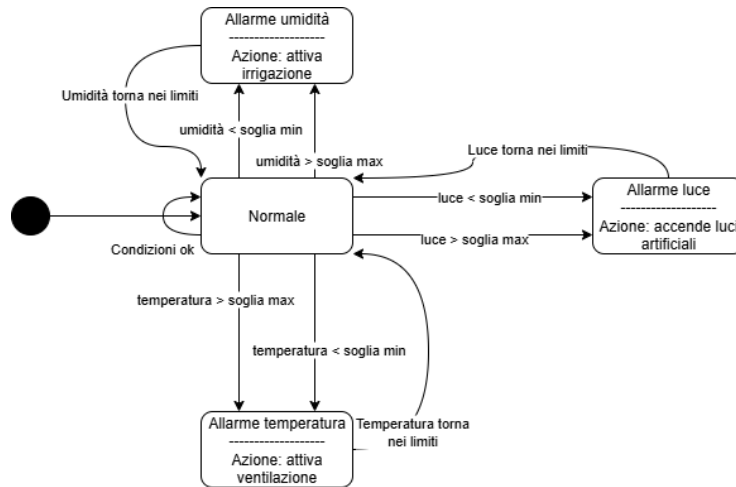 Allarme umidità
--------------------
Azione: attiva
irrigazione
Umidità torna nei limiti
umidità < soglia min
umidità > soglia max
Luce torna nei limiti
Allarme luce
--------------------
Azione: accende luci
artificiali
luce < soglia min
luce > soglia max
Normale
Condizioni ok
temperatura > soglia max
temperatura < soglia min
Allarme temperatura
--------------------
Azione: attiva
ventilazione
Temperatura torna
nei limiti